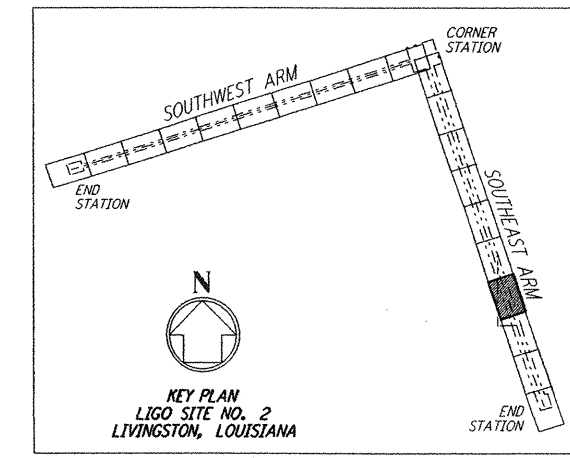 CORNER
STATION
SOUTHWEST ARM
END
STATION
SOUTHEAST ARM
N
KEY PLAN
LIGO SITE NO. 2
LIVINGSTON, LOUISIANA
END
STATION